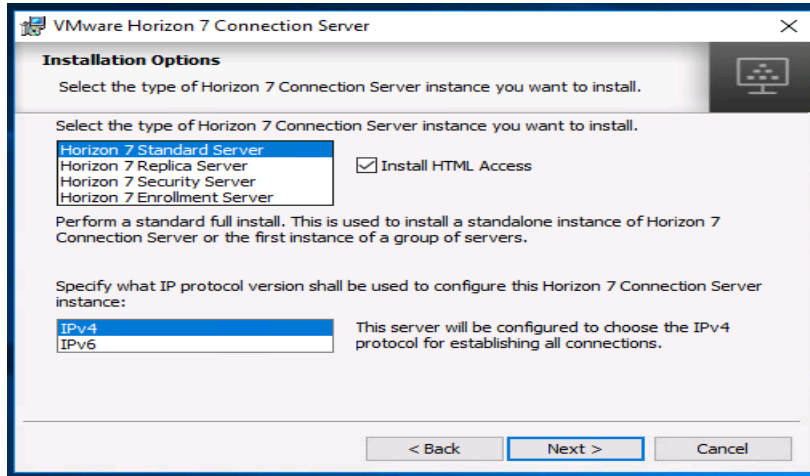 VMware Horizon 7 Connection Server
Installation Options
Select the type of Horizon 7 Connection Server instance you want to install.
Select the type of Horizon 7 Connection Server instance you want to install.
Horizon 7 Standard Server
Horizon 7 Replica Server
Horizon 7 Security Server
Horizon 7 Enrollment Server
Install HTML Access
Perform a standard full install. This is used to install a standalone instance of Horizon 7
Connection Server or the first instance of a group of servers.
Specify what IP protocol version shall be used to configure this Horizon 7 Connection Server
instance:
IPv4
IPv6
This server will be configured to choose the IPv4
protocol for establishing all connections.
< Back
Next >
Cancel